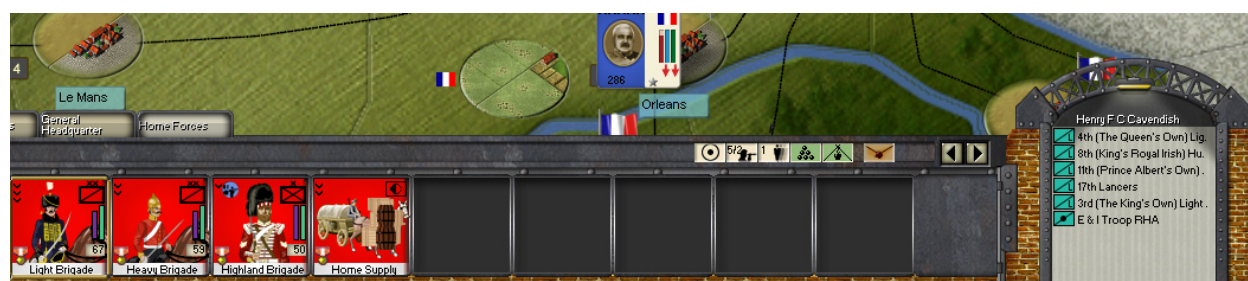 4
Le Mans
286
Orleans
General
Headquarter
Home Forces
5/2
1
Henry F C Cavendish
4th (The Queen's Own) Lig.
8th (King's Royal Irish) Hu.
11th (Prince Albert's Own) .
17th Lancers
3rd (The King's Own) Light .
E & I Troop RHA
67
59
50
Light Brigade
Heavy Brigade
Highland Brigade
Home Supply